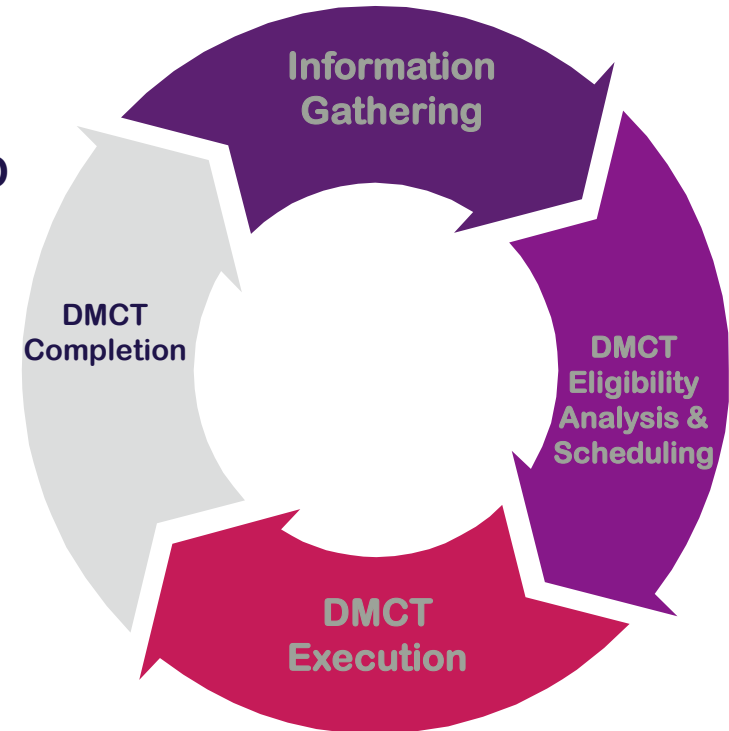 Information
Gathering
DMCT
Eligibility
Analysis &
Scheduling
DMCT
Execution
DMCT
Completion